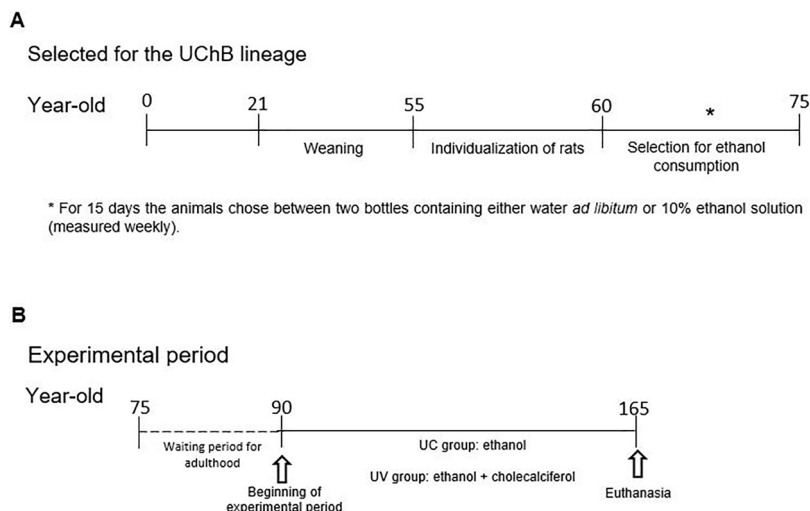 A
Selected for the UChB lineage
Year-old
0 21 55 60 75
*
Weaning
Individualization of rats
Selection for ethanol
consumption
* For 15 days the animals chose between two bottles containing either water ad libitum or 10% ethanol solution
(measured weekly).
B
Experimental period
Year-old
75 90 165
Waiting period for
adulthood
UC group: ethanol
UV group: ethanol + cholecalciferol
Beginning of
experimental period
Euthanasia